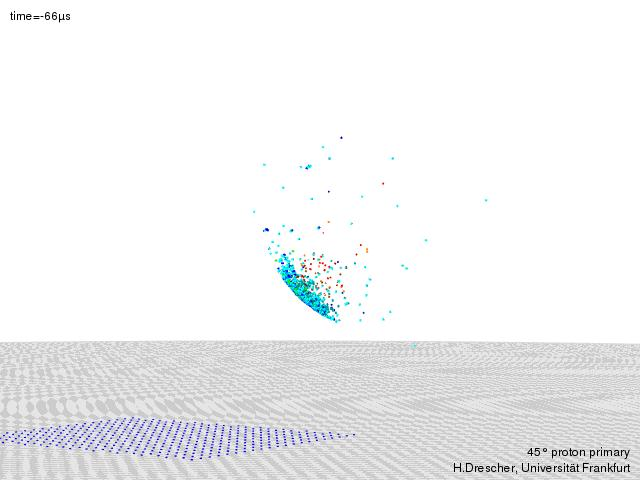 time=-66µs
45° proton primary
H.Drescher, Universität Frankfurt